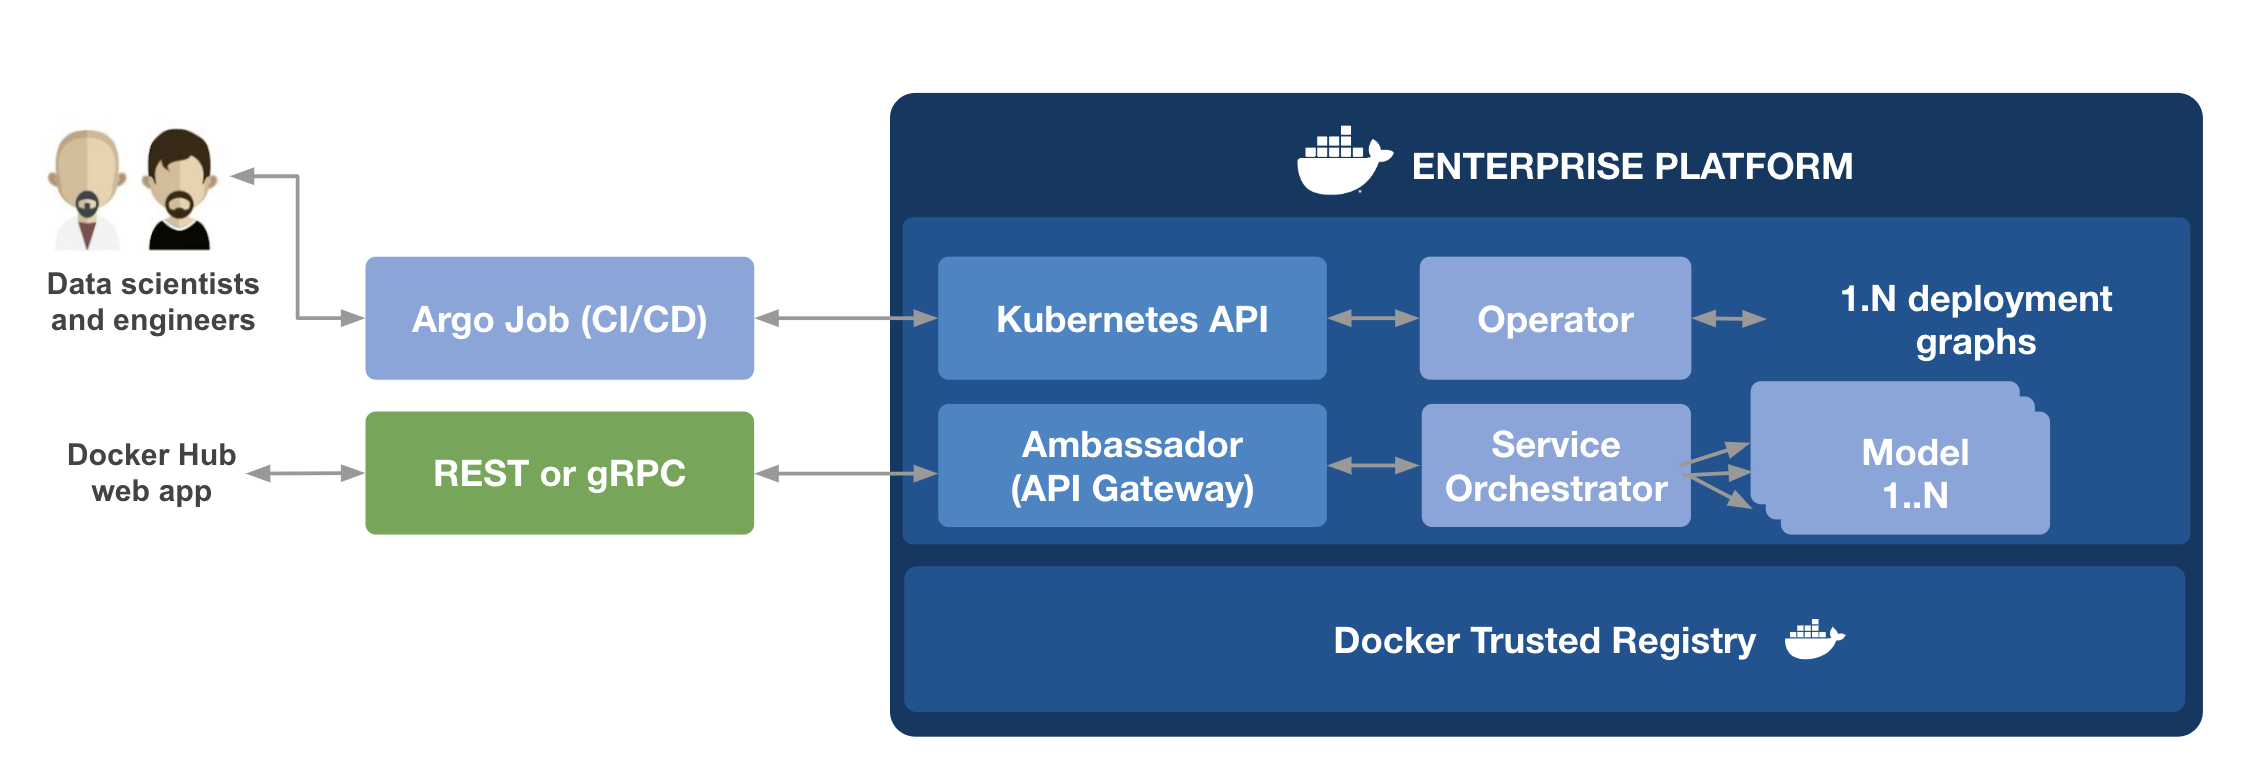 ENTERPRISE PLATFORM
Data scientists
and engineers
Argo Job (CI/CD)
Kubernetes API
Operator
1.N deployment
graphs
Docker Hub
web app
REST or gRPC
Ambassador
(API Gateway)
Service
Orchestrator
Model
1..N
Docker Trusted Registry